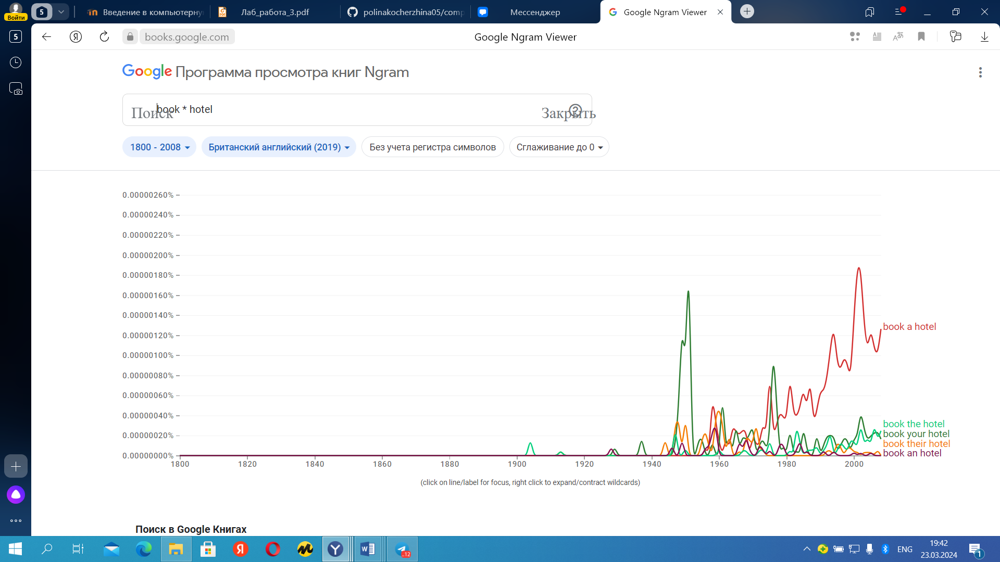 Введение в компьютерну
Лаб_работа_3.pdf
polinakocherzhina05/comp
Мессенджер
Google Ngram Viewer
Войти
5
5
books.google.com
Google Ngram Viewer
Google Программа просмотра книг Ngram
book * hotel
Поиск
Закрыть
1800 - 2008
Британский английский (2019)
Без учета регистра символов
Сглаживание до 0
0.00000260%
0.00000240%
0.00000220%
0.00000200%
0.00000180%
0.00000160%
0.00000140%
0.00000120%
0.00000100%
0.00000080%
0.00000060%
0.00000040%
0.00000020%
0.00000000%
book a hotel
book the hotel
book your hotel
book their hotel
book an hotel
1800 1820 1840 1860 1880 1900 1920 1940 1960 1980 2000
(click on line/label for focus, right click to expand/contract wildcards)
Поиск в Google Книгах
..12
ENG
19:42
23.03.2024
1